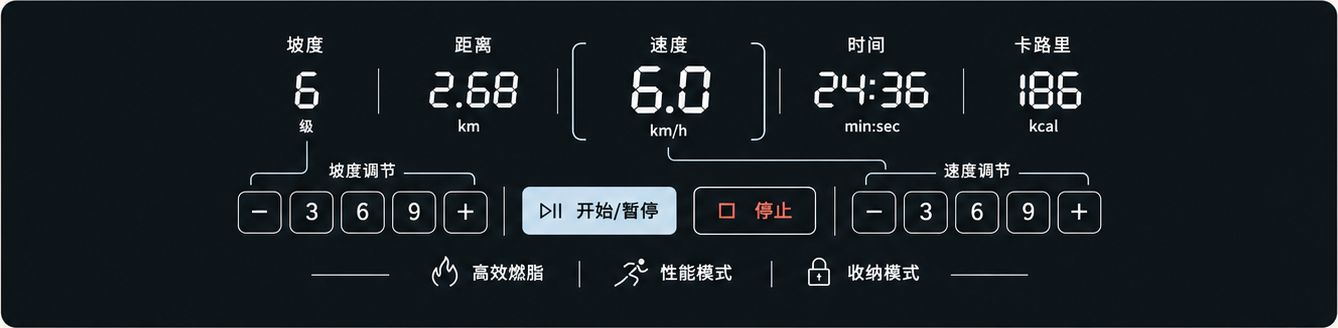 坡度 距离 速度 时间 卡路里
6 2.68 6.0 24:36 186
级 km km/h min:sec kcal
坡度调节 速度调节
− 3 6 9 + 开始/暂停 停止 − 3 6 9 +
高效燃脂 性能模式 收纳模式